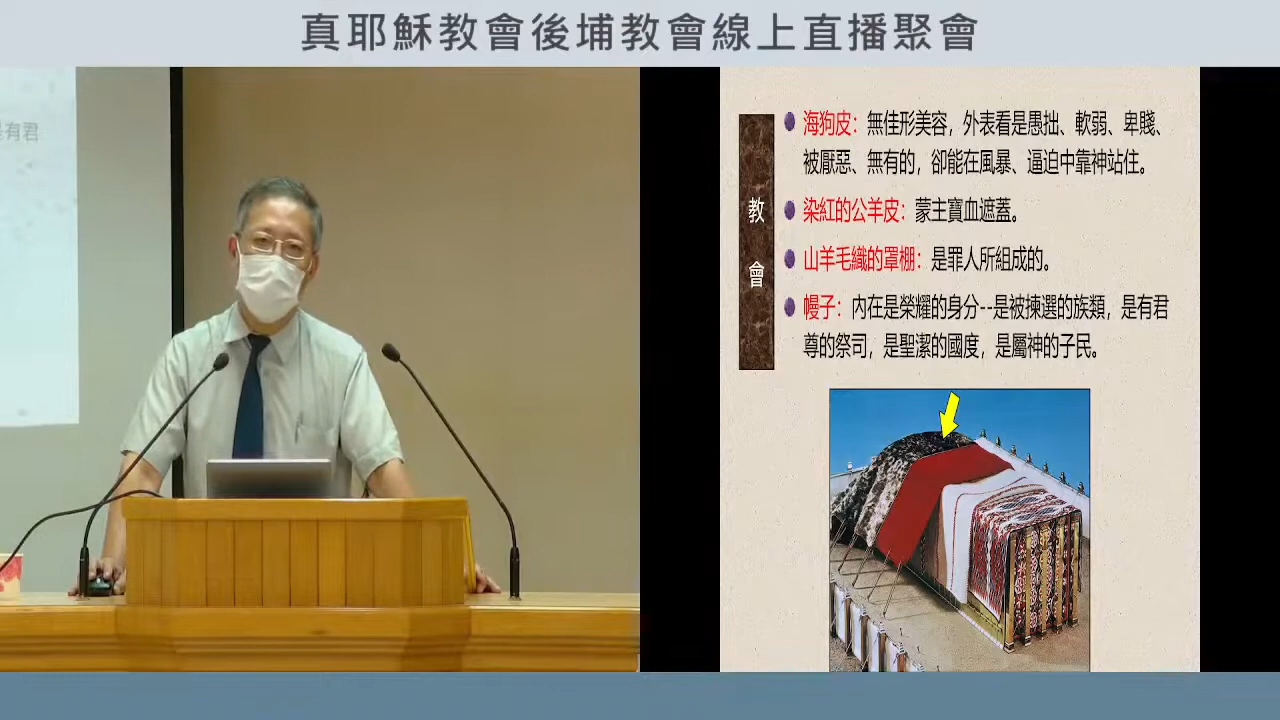 真耶穌教會後埔教會線上直播聚會
有君
教會
海狗皮：無佳形美容，外表看是愚拙、軟弱、卑賤、
被厭惡、無有的，卻能在風暴、逼迫中靠神站住。
染紅的公羊皮：蒙主寶血遮蓋。
山羊毛織的罩棚：是罪人所組成的。
幔子：內在是榮耀的身分--是被揀選的族類，是有君
尊的祭司，是聖潔的國度，是屬神的子民。